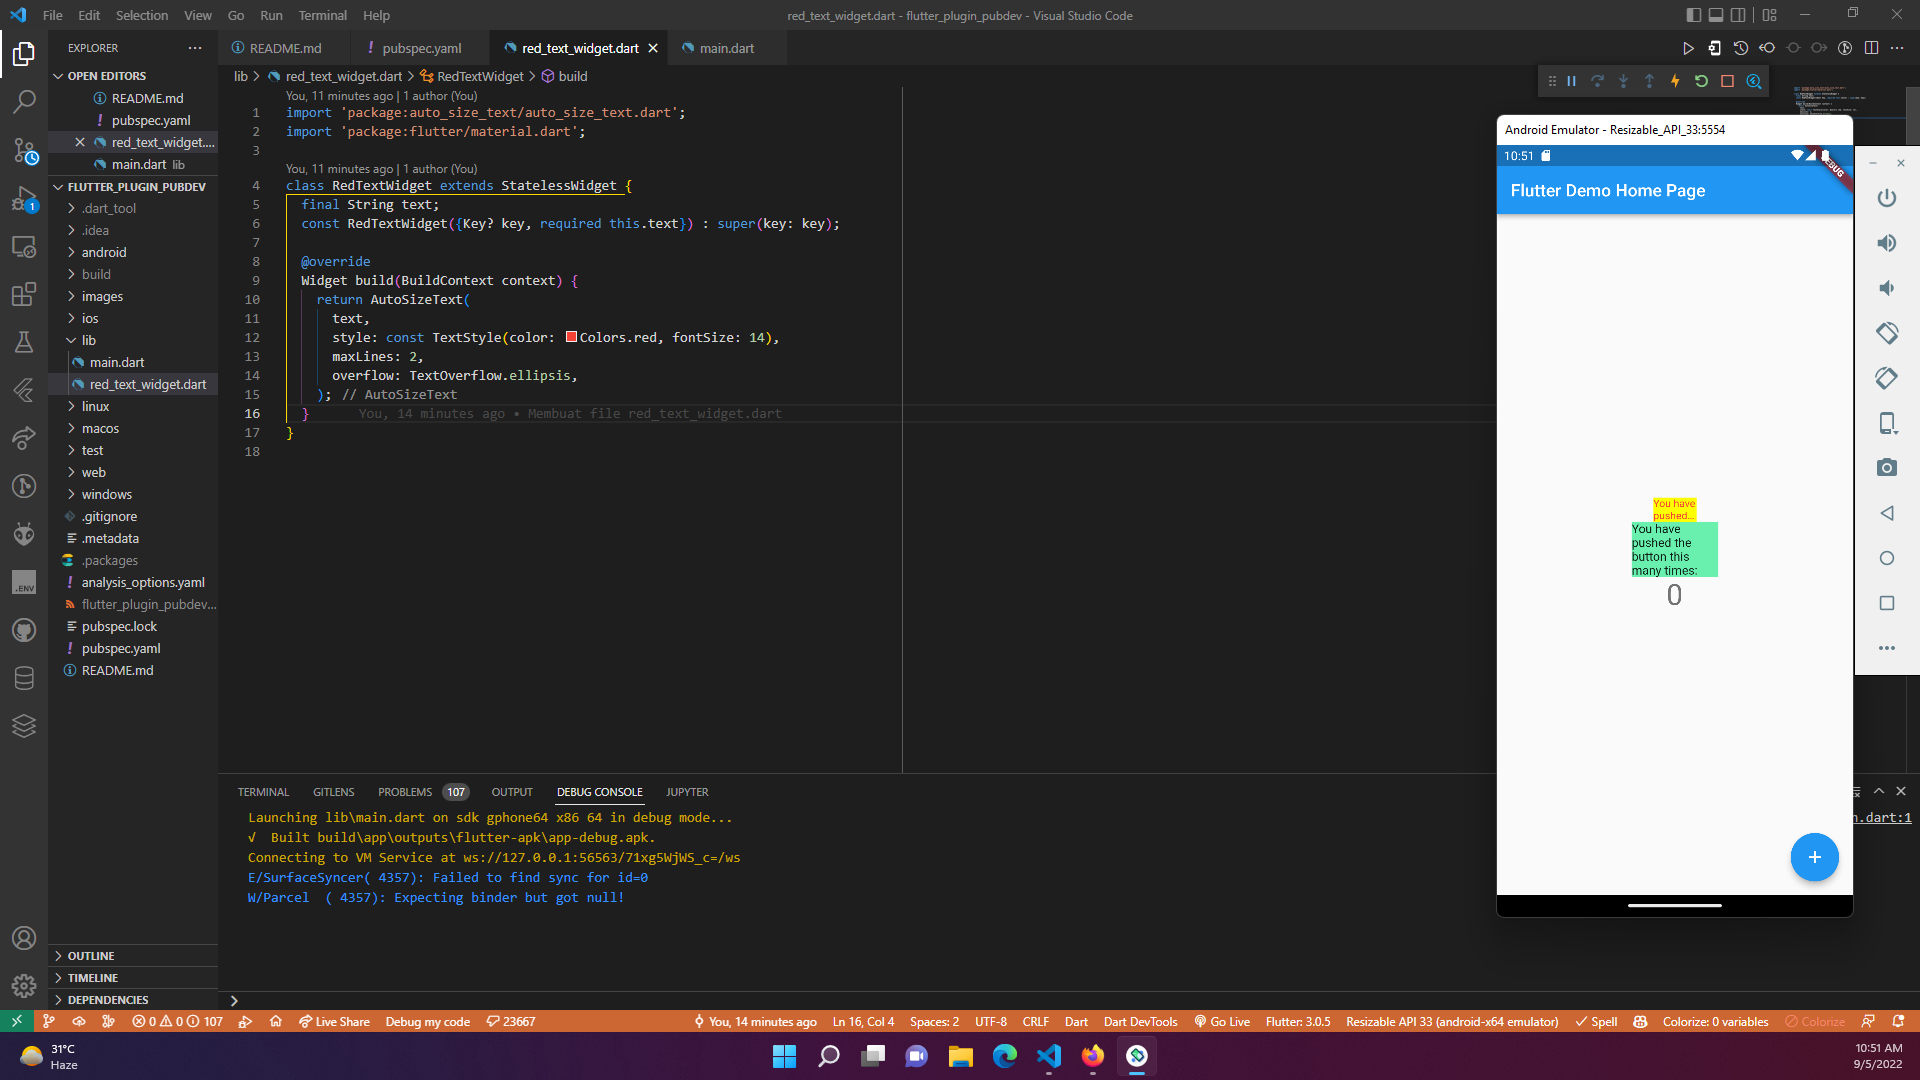 File Edit Selection View Go Run Terminal Help
red_text_widget.dart - flutter_plugin_pubdev - Visual Studio Code
EXPLORER
README.md
pubspec.yaml
red_text_widget.dart
main.dart
OPEN EDITORS
README.md
pubspec.yaml
red_text_widget....
main.dart lib
FLUTTER_PLUGIN_PUBDEV
.dart_tool
.idea
android
build
images
ios
lib
main.dart
red_text_widget.dart
linux
macos
test
web
windows
.gitignore
.metadata
.packages
analysis_options.yaml
flutter_plugin_pubdev...
pubspec.lock
pubspec.yaml
README.md
OUTLINE
TIMELINE
DEPENDENCIES
1
.ENV
lib > red_text_widget.dart > RedTextWidget > build
You, 11 minutes ago | 1 author (You)
1 import 'package:auto_size_text/auto_size_text.dart';
2 import 'package:flutter/material.dart';
3
You, 11 minutes ago | 1 author (You)
4 class RedTextWidget extends StatelessWidget {
5 final String text;
6 const RedTextWidget({Key? key, required this.text}) : super(key: key);
7
8 @override
9 Widget build(BuildContext context) {
10 return AutoSizeText(
11 text,
12 style: const TextStyle(color: Colors.red, fontSize: 14),
13 maxLines: 2,
14 overflow: TextOverflow.ellipsis,
15 ); // AutoSizeText
16 } You, 14 minutes ago • Membuat file red_text_widget.dart
17 }
18
TERMINAL GITLENS PROBLEMS 107 OUTPUT DEBUG CONSOLE JUPYTER
Launching lib\main.dart on sdk gphone64 x86 64 in debug mode...
√ Built build\app\outputs\flutter-apk\app-debug.apk.
Connecting to VM Service at ws://127.0.0.1:56563/71xg5WjWS_c=/ws
E/SurfaceSyncer( 4357): Failed to find sync for id=0
W/Parcel ( 4357): Expecting binder but got null!
n.dart:1
Android Emulator - Resizable_API_33:5554
10:51
DEBUG
Flutter Demo Home Page
You have
pushed...
You have
pushed the
button this
many times:
0
+
0 0 107 Live Share Debug my code 23667
You, 14 minutes ago Ln 16, Col 4 Spaces: 2 UTF-8 CRLF Dart Dart DevTools Go Live Flutter: 3.0.5 Resizable API 33 (android-x64 emulator) Spell Colorize: 0 variables Colorize
31°C
Haze
10:51 AM
9/5/2022